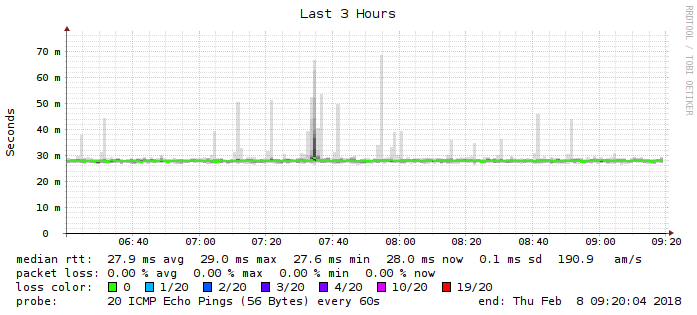 Last 3 Hours
RRDTOOL / TOBI OETIKER
Seconds
70 m
60 m
50 m
40 m
30 m
20 m
10 m
0
06:40 07:00 07:20 07:40 08:00 08:20 08:40 09:00 09:20
median rtt: 27.9 ms avg 29.0 ms max 27.6 ms min 28.0 ms now 0.1 ms sd 190.9 am/s
packet loss: 0.00 % avg 0.00 % max 0.00 % min 0.00 % now
loss color: 0 1/20 2/20 3/20 4/20 10/20 19/20
probe: 20 ICMP Echo Pings (56 Bytes) every 60s end: Thu Feb 8 09:20:04 2018